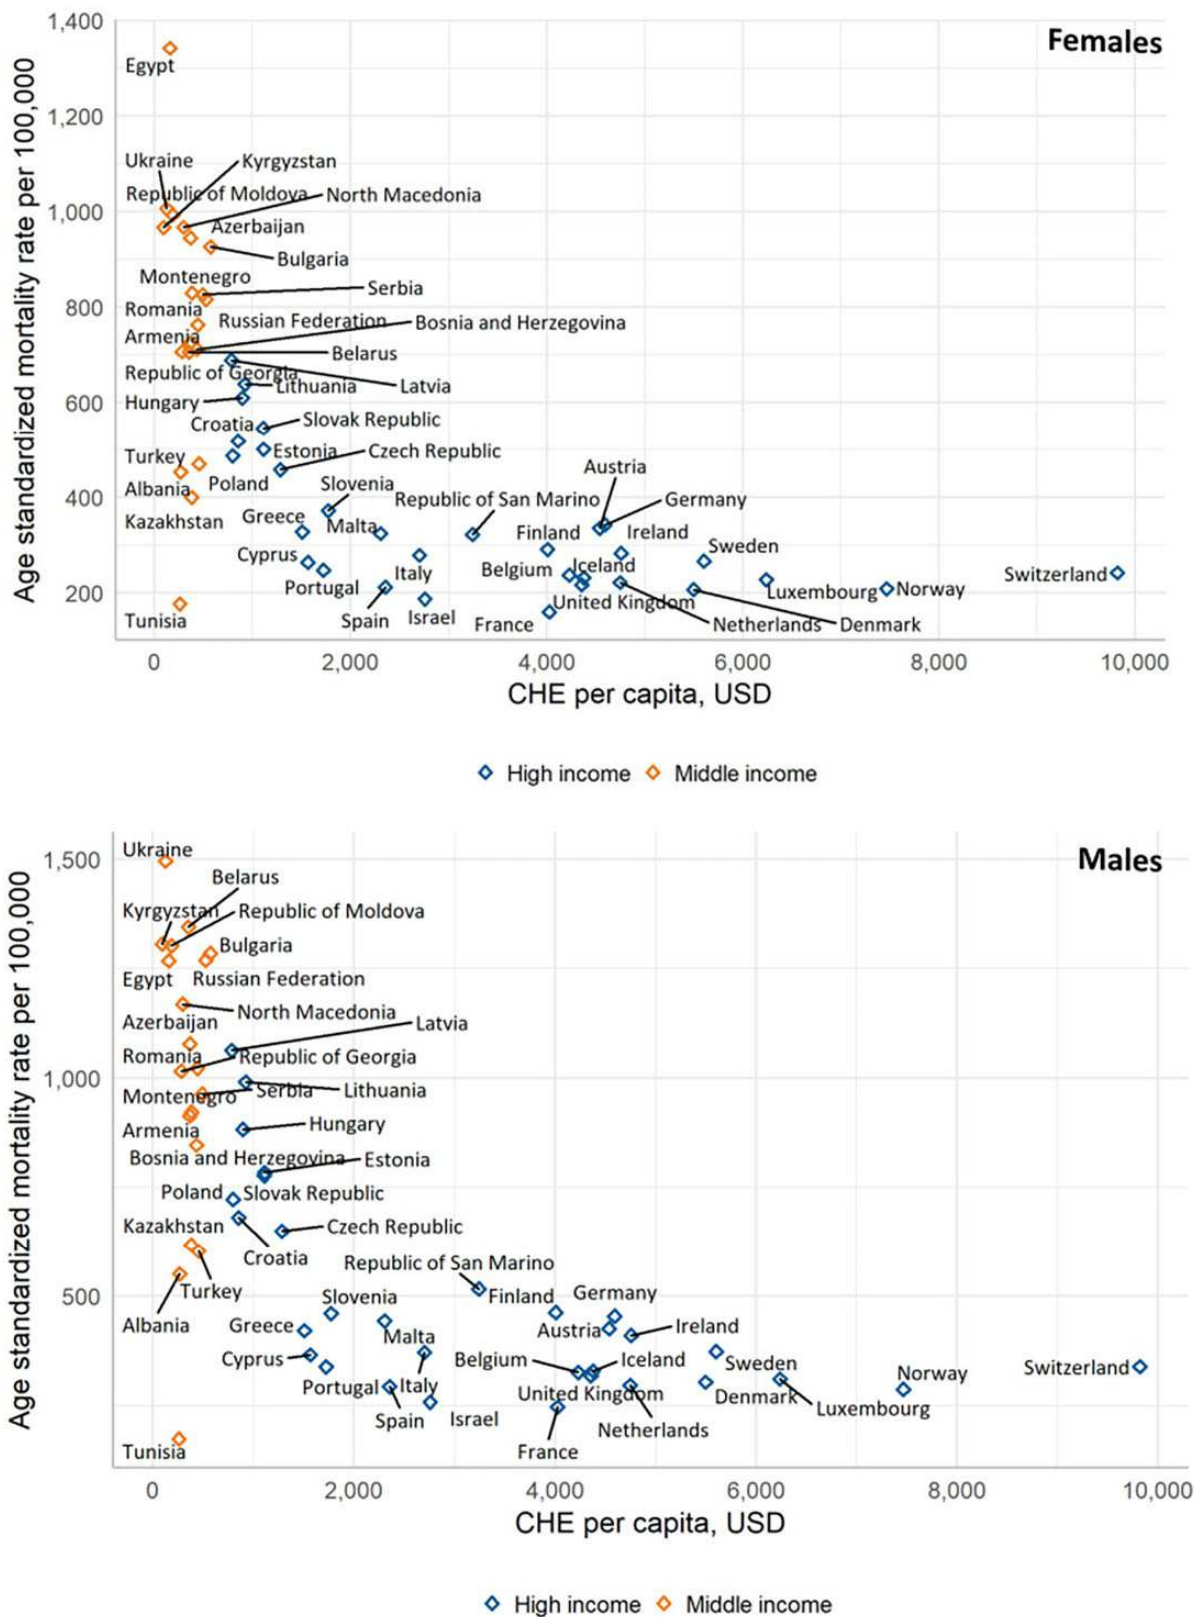 Females
Age standardized mortality rate per 100,000
1,400
1,200
1,000
800
600
400
200
Egypt
Ukraine
Kyrgyzstan
Republic of Moldova
North Macedonia
Azerbaijan
Bulgaria
Montenegro
Serbia
Romania
Russian Federation
Bosnia and Herzegovina
Armenia
Belarus
Republic of Georgia
Lithuania
Latvia
Hungary
Croatia
Slovak Republic
Turkey
Estonia
Czech Republic
Austria
Albania
Poland
Slovenia
Republic of San Marino
Germany
Kazakhstan
Greece
Malta
Finland
Ireland
Cyprus
Sweden
Portugal
Italy
Belgium
Iceland
Luxembourg
Norway
Switzerland
Tunisia
Spain
Israel
France
United Kingdom
Netherlands
Denmark
0
2,000
4,000
6,000
8,000
10,000
CHE per capita, USD
High income
Middle income
Males
Age standardized mortality rate per 100,000
1,500
1,000
500
Ukraine
Belarus
Kyrgyzstan
Republic of Moldova
Bulgaria
Egypt
Russian Federation
North Macedonia
Azerbaijan
Latvia
Romania
Republic of Georgia
Montenegro
Serbia
Lithuania
Armenia
Hungary
Bosnia and Herzegovina
Estonia
Poland
Slovak Republic
Kazakhstan
Czech Republic
Croatia
Republic of San Marino
Turkey
Slovenia
Finland
Germany
Albania
Greece
Malta
Austria
Ireland
Cyprus
Belgium
Iceland
Sweden
Norway
Switzerland
Portugal
Italy
United Kingdom
Denmark
Luxembourg
Spain
Israel
Netherlands
Tunisia
France
0
2,000
4,000
6,000
8,000
10,000
CHE per capita, USD
High income
Middle income